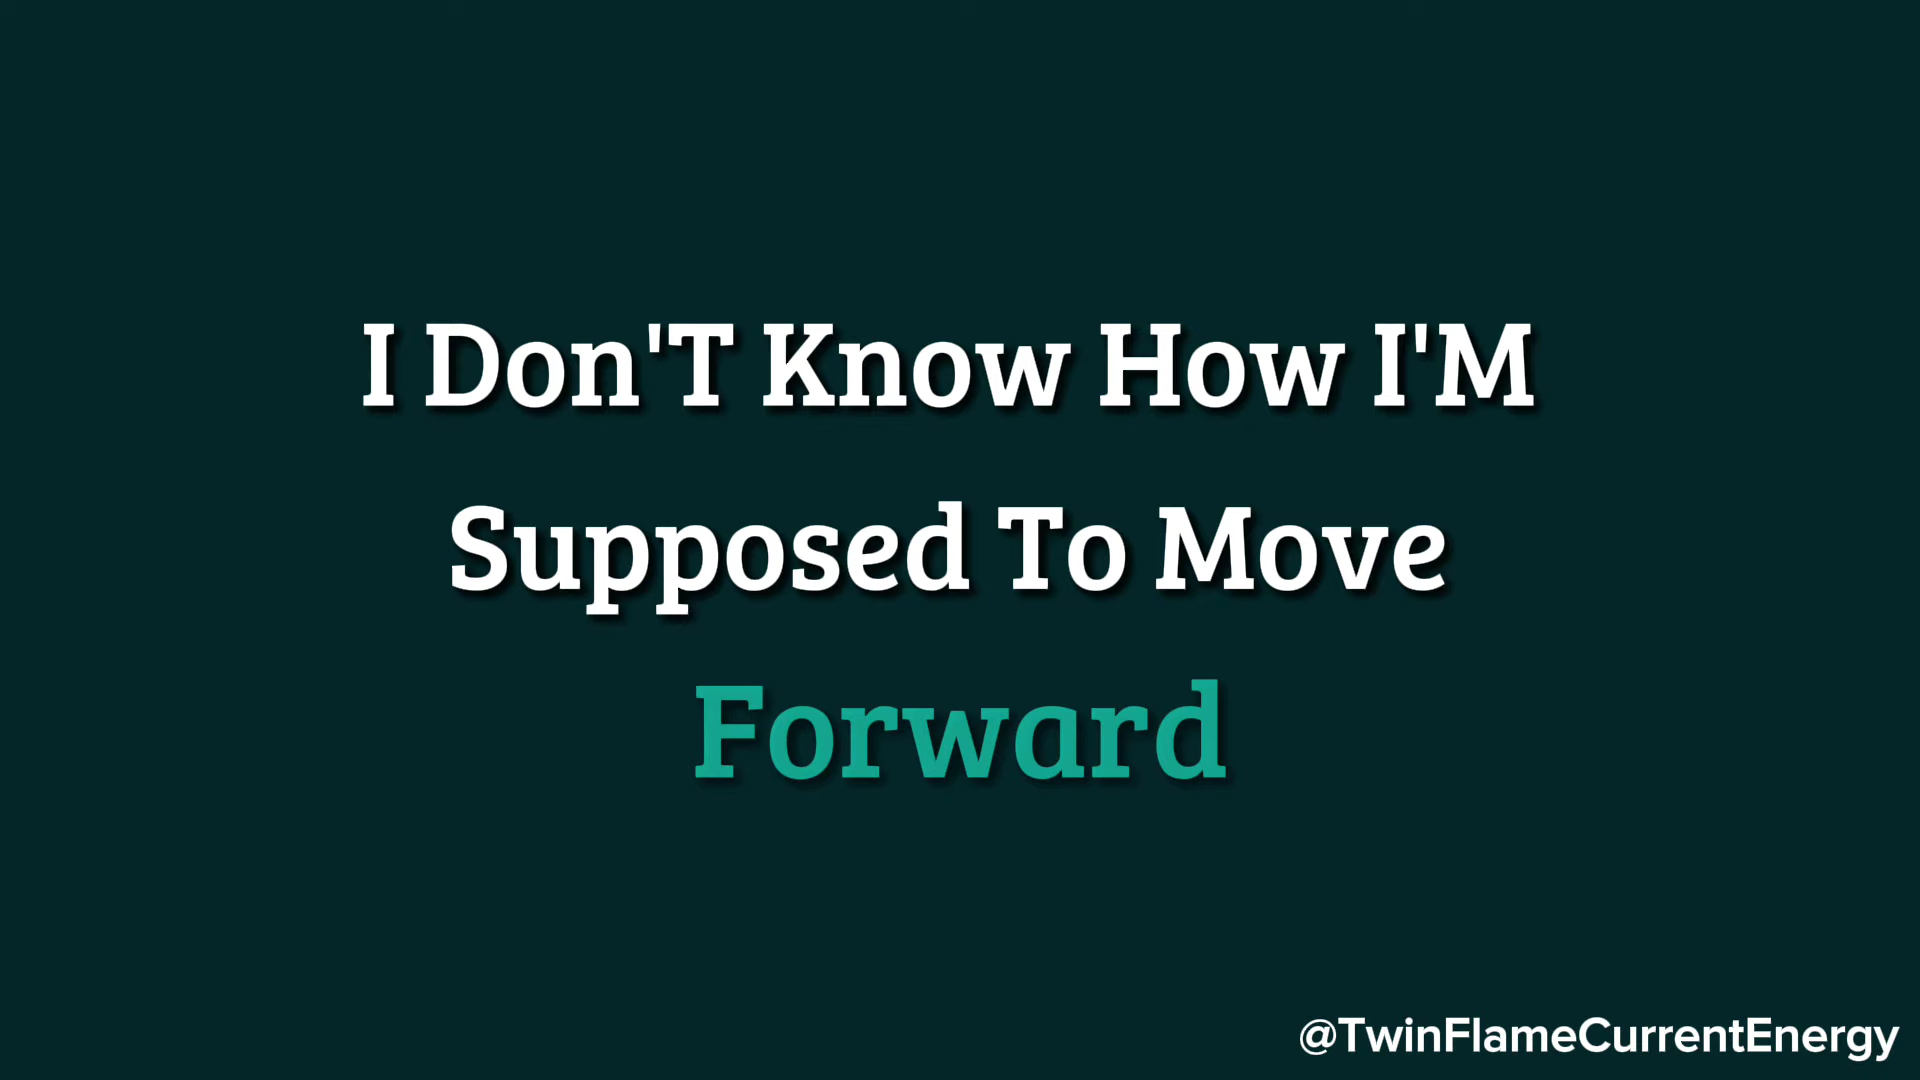 I Don'T Know How I'M
Supposed To Move
Forward
@TwinFlameCurrentEnergy